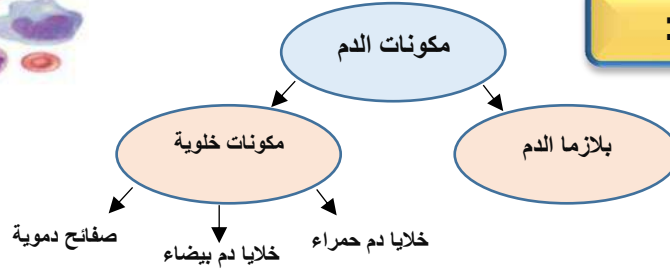 :
مكونات الدم
بلازما الدم
مكونات خلوية
خلايا دم حمراء
خلايا دم بيضاء
صفائح دموية